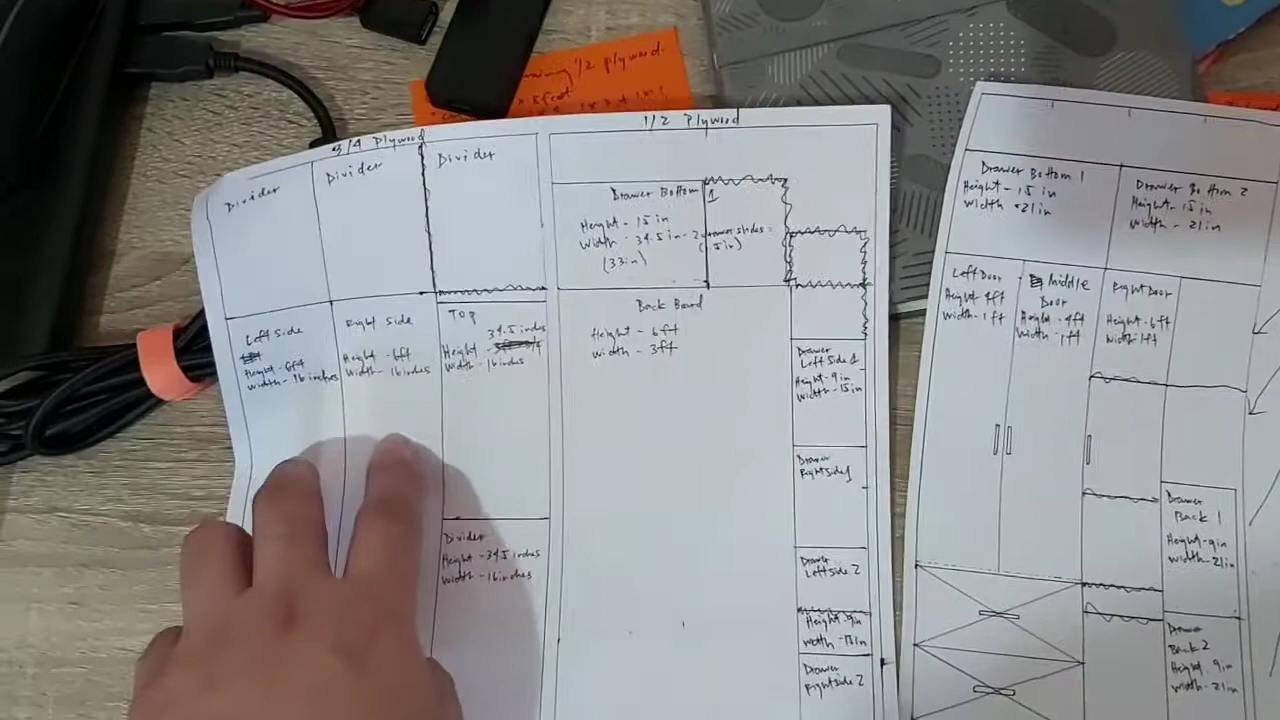 3/4 Plywood
Divider
Divider
Divider
Left side
Height - 6ft
Width - 16 inches
Right side
Height - 6ft
Width - 16 inches
Top
34.5 inches
Height -
Width - 16 inches
Divider
Height - 34.5 inches
Width - 16 inches
1/2 Plywood
Drawer Bottom 1
Height - 15 in
Width - 34.5 in - 2
slides =
(33in)
Back Board
Height - 6ft
Width - 3ft
Drawer
Left side 1
Height - 9 in
Width - 15 in
Drawer
Right side 1
Drawer
Left side 2
Height - 9in
Width - 15 in
Drawer
Right side 2
1/2 plywood.
Drawer Bottom 1
Height - 15 in
Width - 21 in
Drawer Bottom 2
Height - 15 in
Width - 21 in
Left Door
Height 4ft
Width - 1ft
Middle
Door
Height - 4ft
Width - 1ft
Right Door
Height - 6ft
Width 1ft
Drawer
Back 1
Height - 9in
Width - 21in
Drawer
Back 2
Height - 9in
Width - 21in